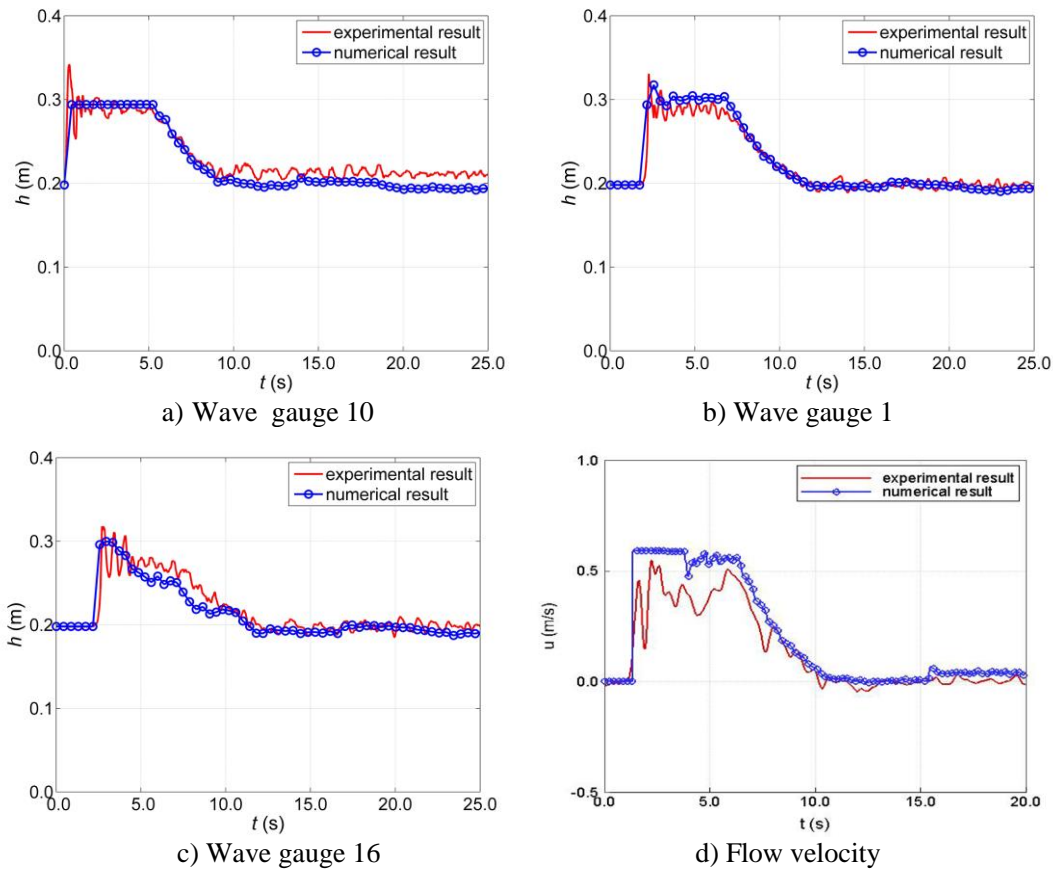 0.4
experimental result
numerical result
0.3
h (m)
0.2
0.1
0.0
0.0 5.0 10.0 15.0 20.0 25.0
t (s)
a) Wave gauge 10
0.4
experimental result
numerical result
0.3
h (m)
0.2
0.1
0.0
0.0 5.0 10.0 15.0 20.0 25.0
t (s)
b) Wave gauge 1
0.4
experimental result
numerical result
0.3
h (m)
0.2
0.1
0.0
0.0 5.0 10.0 15.0 20.0 25.0
t (s)
c) Wave gauge 16
1.0
experimental result
numerical result
0.5
u (m/s)
0.0
-0.5
0.0 5.0 10.0 15.0 20.0
t (s)
d) Flow velocity